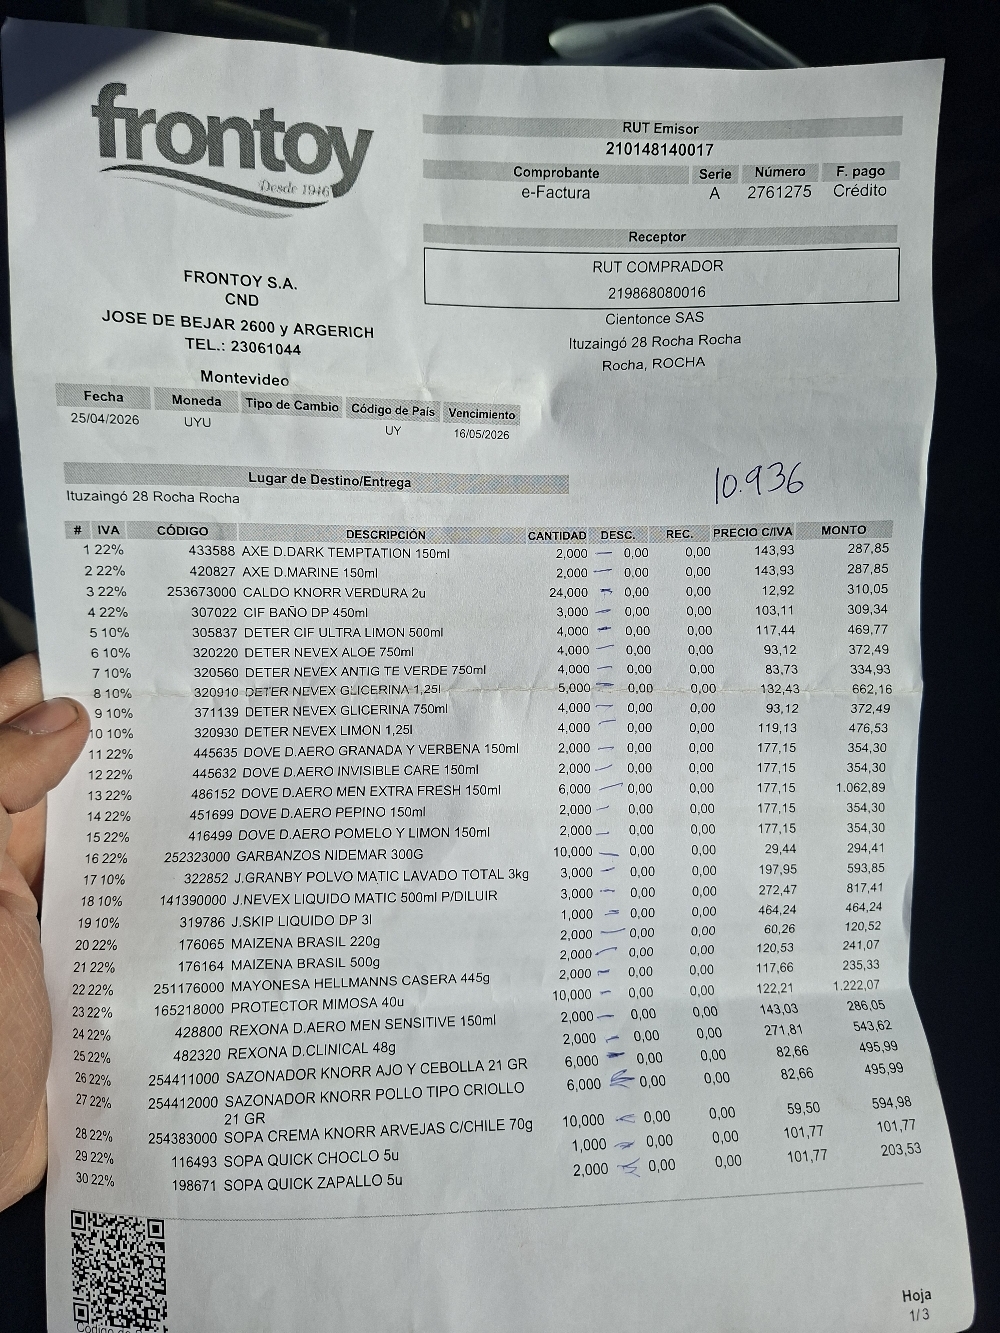 frontoy
Desde 1946
RUT Emisor
210148140017
Comprobante Serie Número F. pago
e-Factura A 2761275 Crédito
Receptor
RUT COMPRADOR
219868080016
Cientonce SAS
Ituzaingó 28 Rocha Rocha
Rocha, ROCHA
FRONTOY S.A.
CND
JOSE DE BEJAR 2600 y ARGERICH
TEL.: 23061044
Montevideo
Fecha Moneda Tipo de Cambio Código de País Vencimiento
25/04/2026 UYU UY 16/05/2026
Lugar de Destino/Entrega
Ituzaingó 28 Rocha Rocha
10.936
# IVA CÓDIGO DESCRIPCIÓN CANTIDAD DESC. REC. PRECIO C/IVA MONTO
1 22% 433588 AXE D.DARK TEMPTATION 150ml 2,000 0,00 0,00 143,93 287,85
2 22% 420827 AXE D.MARINE 150ml 2,000 0,00 0,00 143,93 287,85
3 22% 253673000 CALDO KNORR VERDURA 2u 24,000 0,00 0,00 12,92 310,05
4 22% 307022 CIF BAÑO DP 450ml 3,000 0,00 0,00 103,11 309,34
5 10% 305837 DETER CIF ULTRA LIMON 500ml 4,000 0,00 0,00 117,44 469,77
6 10% 320220 DETER NEVEX ALOE 750ml 4,000 0,00 0,00 93,12 372,49
7 10% 320560 DETER NEVEX ANTIG TE VERDE 750ml 4,000 0,00 0,00 83,73 334,93
8 10% 320910 DETER NEVEX GLICERINA 1,25l 5,000 0,00 0,00 132,43 662,16
9 10% 371139 DETER NEVEX GLICERINA 750ml 4,000 0,00 0,00 93,12 372,49
10 10% 320930 DETER NEVEX LIMON 1,25l 4,000 0,00 0,00 119,13 476,53
11 22% 445635 DOVE D.AERO GRANADA Y VERBENA 150ml 2,000 0,00 0,00 177,15 354,30
12 22% 445632 DOVE D.AERO INVISIBLE CARE 150ml 2,000 0,00 0,00 177,15 354,30
13 22% 486152 DOVE D.AERO MEN EXTRA FRESH 150ml 6,000 0,00 0,00 177,15 1.062,89
14 22% 451699 DOVE D.AERO PEPINO 150ml 2,000 0,00 0,00 177,15 354,30
15 22% 416499 DOVE D.AERO POMELO Y LIMON 150ml 2,000 0,00 0,00 177,15 354,30
16 22% 252323000 GARBANZOS NIDEMAR 300G 10,000 0,00 0,00 29,44 294,41
17 10% 322852 J.GRANBY POLVO MATIC LAVADO TOTAL 3kg 3,000 0,00 0,00 197,95 593,85
18 10% 141390000 J.NEVEX LIQUIDO MATIC 500ml P/DILUIR 3,000 0,00 0,00 272,47 817,41
19 10% 319786 J.SKIP LIQUIDO DP 3l 1,000 0,00 0,00 464,24 464,24
20 22% 176065 MAIZENA BRASIL 220g 2,000 0,00 0,00 60,26 120,52
21 22% 176164 MAIZENA BRASIL 500g 2,000 0,00 0,00 120,53 241,07
22 22% 251176000 MAYONESA HELLMANNS CASERA 445g 2,000 0,00 0,00 117,66 235,33
23 22% 165218000 PROTECTOR MIMOSA 40u 10,000 0,00 0,00 122,21 1.222,07
24 22% 428800 REXONA D.AERO MEN SENSITIVE 150ml 2,000 0,00 0,00 143,03 286,05
25 22% 482320 REXONA D.CLINICAL 48g 2,000 0,00 0,00 271,81 543,62
26 22% 254411000 SAZONADOR KNORR AJO Y CEBOLLA 21 GR 6,000 0,00 0,00 82,66 495,99
27 22% 254412000 SAZONADOR KNORR POLLO TIPO CRIOLLO 6,000 0,00 0,00 82,66 495,99
21 GR
28 22% 254383000 SOPA CREMA KNORR ARVEJAS C/CHILE 70g 10,000 0,00 0,00 59,50 594,98
29 22% 116493 SOPA QUICK CHOCLO 5u 1,000 0,00 0,00 101,77 101,77
30 22% 198671 SOPA QUICK ZAPALLO 5u 2,000 0,00 0,00 101,77 203,53
Hoja
1/3